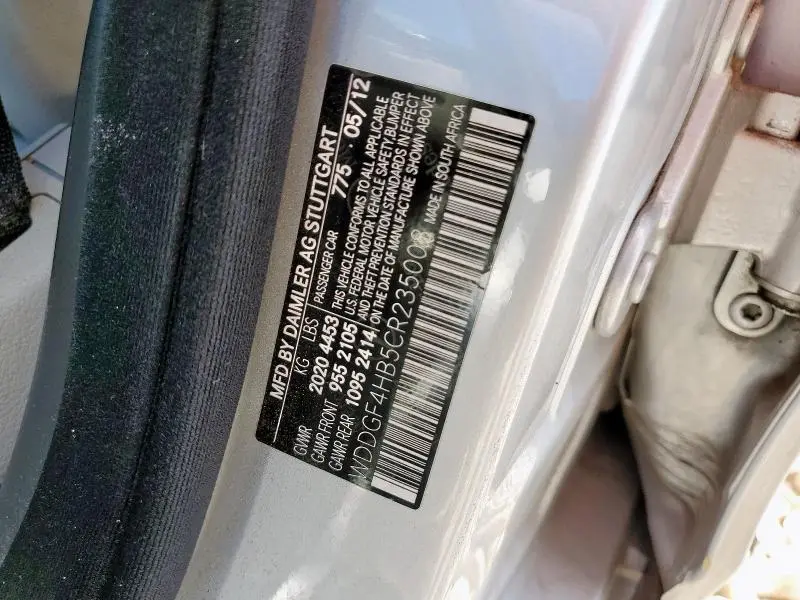 MFD BY DAIMLER AG STUTTGART
KG LBS PASSENGER CAR 775 05/12
GVWR 2020 4453 THIS VEHICLE CONFORMS TO ALL APPLICABLE
GAWR FRONT 955 2105 U.S. FEDERAL MOTOR VEHICLE SAFETY, BUMPER
GAWR REAR 1095 2414 AND THEFT PREVENTION STANDARDS IN EFFECT
ON THE DATE OF MANUFACTURE SHOWN ABOVE
WDDGF4HB5CR235008 MADE IN SOUTH AFRICA